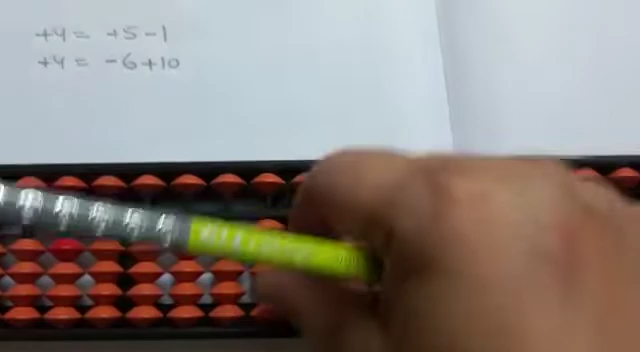 +4 = +5-1
+4 = -6+10